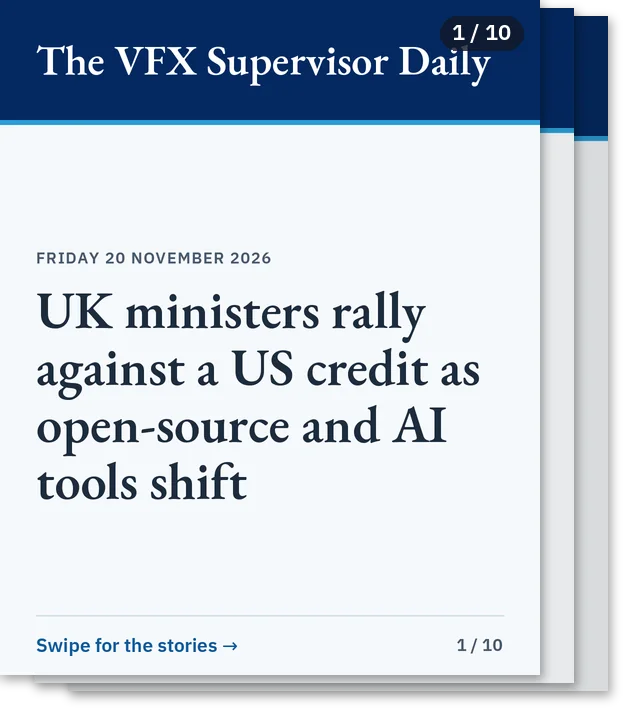 1 / 10
The VFX Supervisor Daily
FRIDAY 20 NOVEMBER 2026
UK ministers rally
against a US credit as
open-source and AI
tools shift
Swipe for the stories →
1 / 10